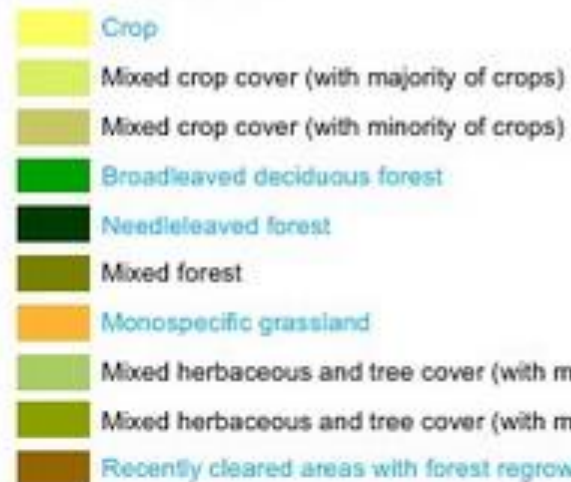 Crop
Mixed crop cover (with majority of crops)
Mixed crop cover (with minority of crops)
Broadleaved deciduous forest
Needleleaved forest
Mixed forest
Monospecific grassland
Mixed herbaceous and tree cover (with
Mixed herbaceous and tree cover (with
Recently cleared areas with forest